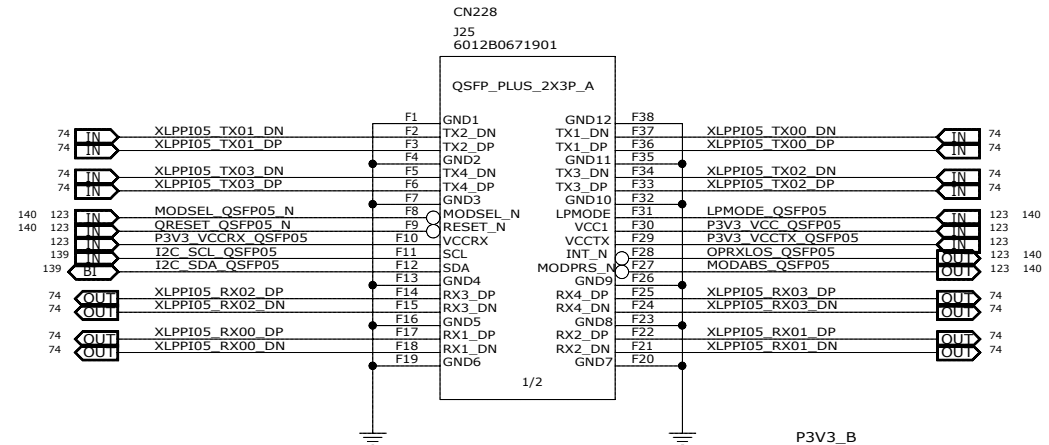 CN228
J25
6012B0671901
QSFP_PLUS_2X3P_A
F1 GND1 GND12 F38
74 IN XLPPI05_TX01_DN F2 TX2_DN TX1_DN F37 XLPPI05_TX00_DN IN 74
74 IN XLPPI05_TX01_DP F3 TX2_DP TX1_DP F36 XLPPI05_TX00_DP IN 74
F4 GND2 GND11 F35
74 IN XLPPI05_TX03_DN F5 TX4_DN TX3_DN F34 XLPPI05_TX02_DN IN 74
74 IN XLPPI05_TX03_DP F6 TX4_DP TX3_DP F33 XLPPI05_TX02_DP IN 74
F7 GND3 GND10 F32
140 123 IN MODSEL_QSFP05_N F8 MODSEL_N LPMODE F31 LPMODE_QSFP05 IN 123 140
140 123 IN QRESET_QSFP05_N F9 RESET_N VCC1 F30 P3V3_VCC_QSFP05 IN 123
123 IN P3V3_VCCRX_QSFP05 F10 VCCRX VCCTX F29 P3V3_VCCTX_QSFP05 IN 123
139 IN I2C_SCL_QSFP05 F11 SCL INT_N F28 OPRXLOS_QSFP05 OUT 123 140
139 BI I2C_SDA_QSFP05 F12 SDA MODPRS_N F27 MODABS_QSFP05 OUT 123 140
F13 GND4 GND9 F26
74 OUT XLPPI05_RX02_DP F14 RX3_DP RX4_DP F25 XLPPI05_RX03_DP OUT 74
74 OUT XLPPI05_RX02_DN F15 RX3_DN RX4_DN F24 XLPPI05_RX03_DN OUT 74
F16 GND5 GND8 F23
74 OUT XLPPI05_RX00_DP F17 RX1_DP RX2_DP F22 XLPPI05_RX01_DP OUT 74
74 OUT XLPPI05_RX00_DN F18 RX1_DN RX2_DN F21 XLPPI05_RX01_DN OUT 74
F19 GND6 GND7 F20
1/2
P3V3_B